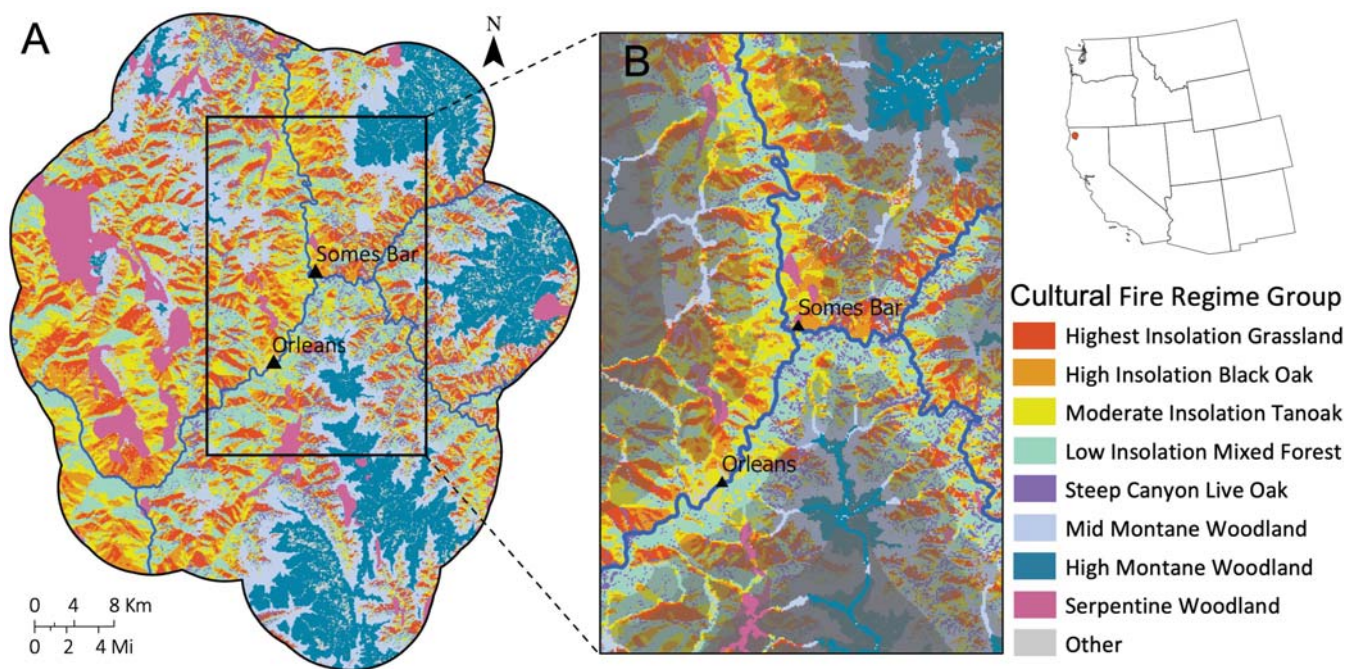 A
N
B
Somes Bar
Orleans
0 4 8 Km
0 2 4 Mi
Somes Bar
Orleans
Cultural Fire Regime Group
Highest Insolation Grassland
High Insolation Black Oak
Moderate Insolation Tanoak
Low Insolation Mixed Forest
Steep Canyon Live Oak
Mid Montane Woodland
High Montane Woodland
Serpentine Woodland
Other